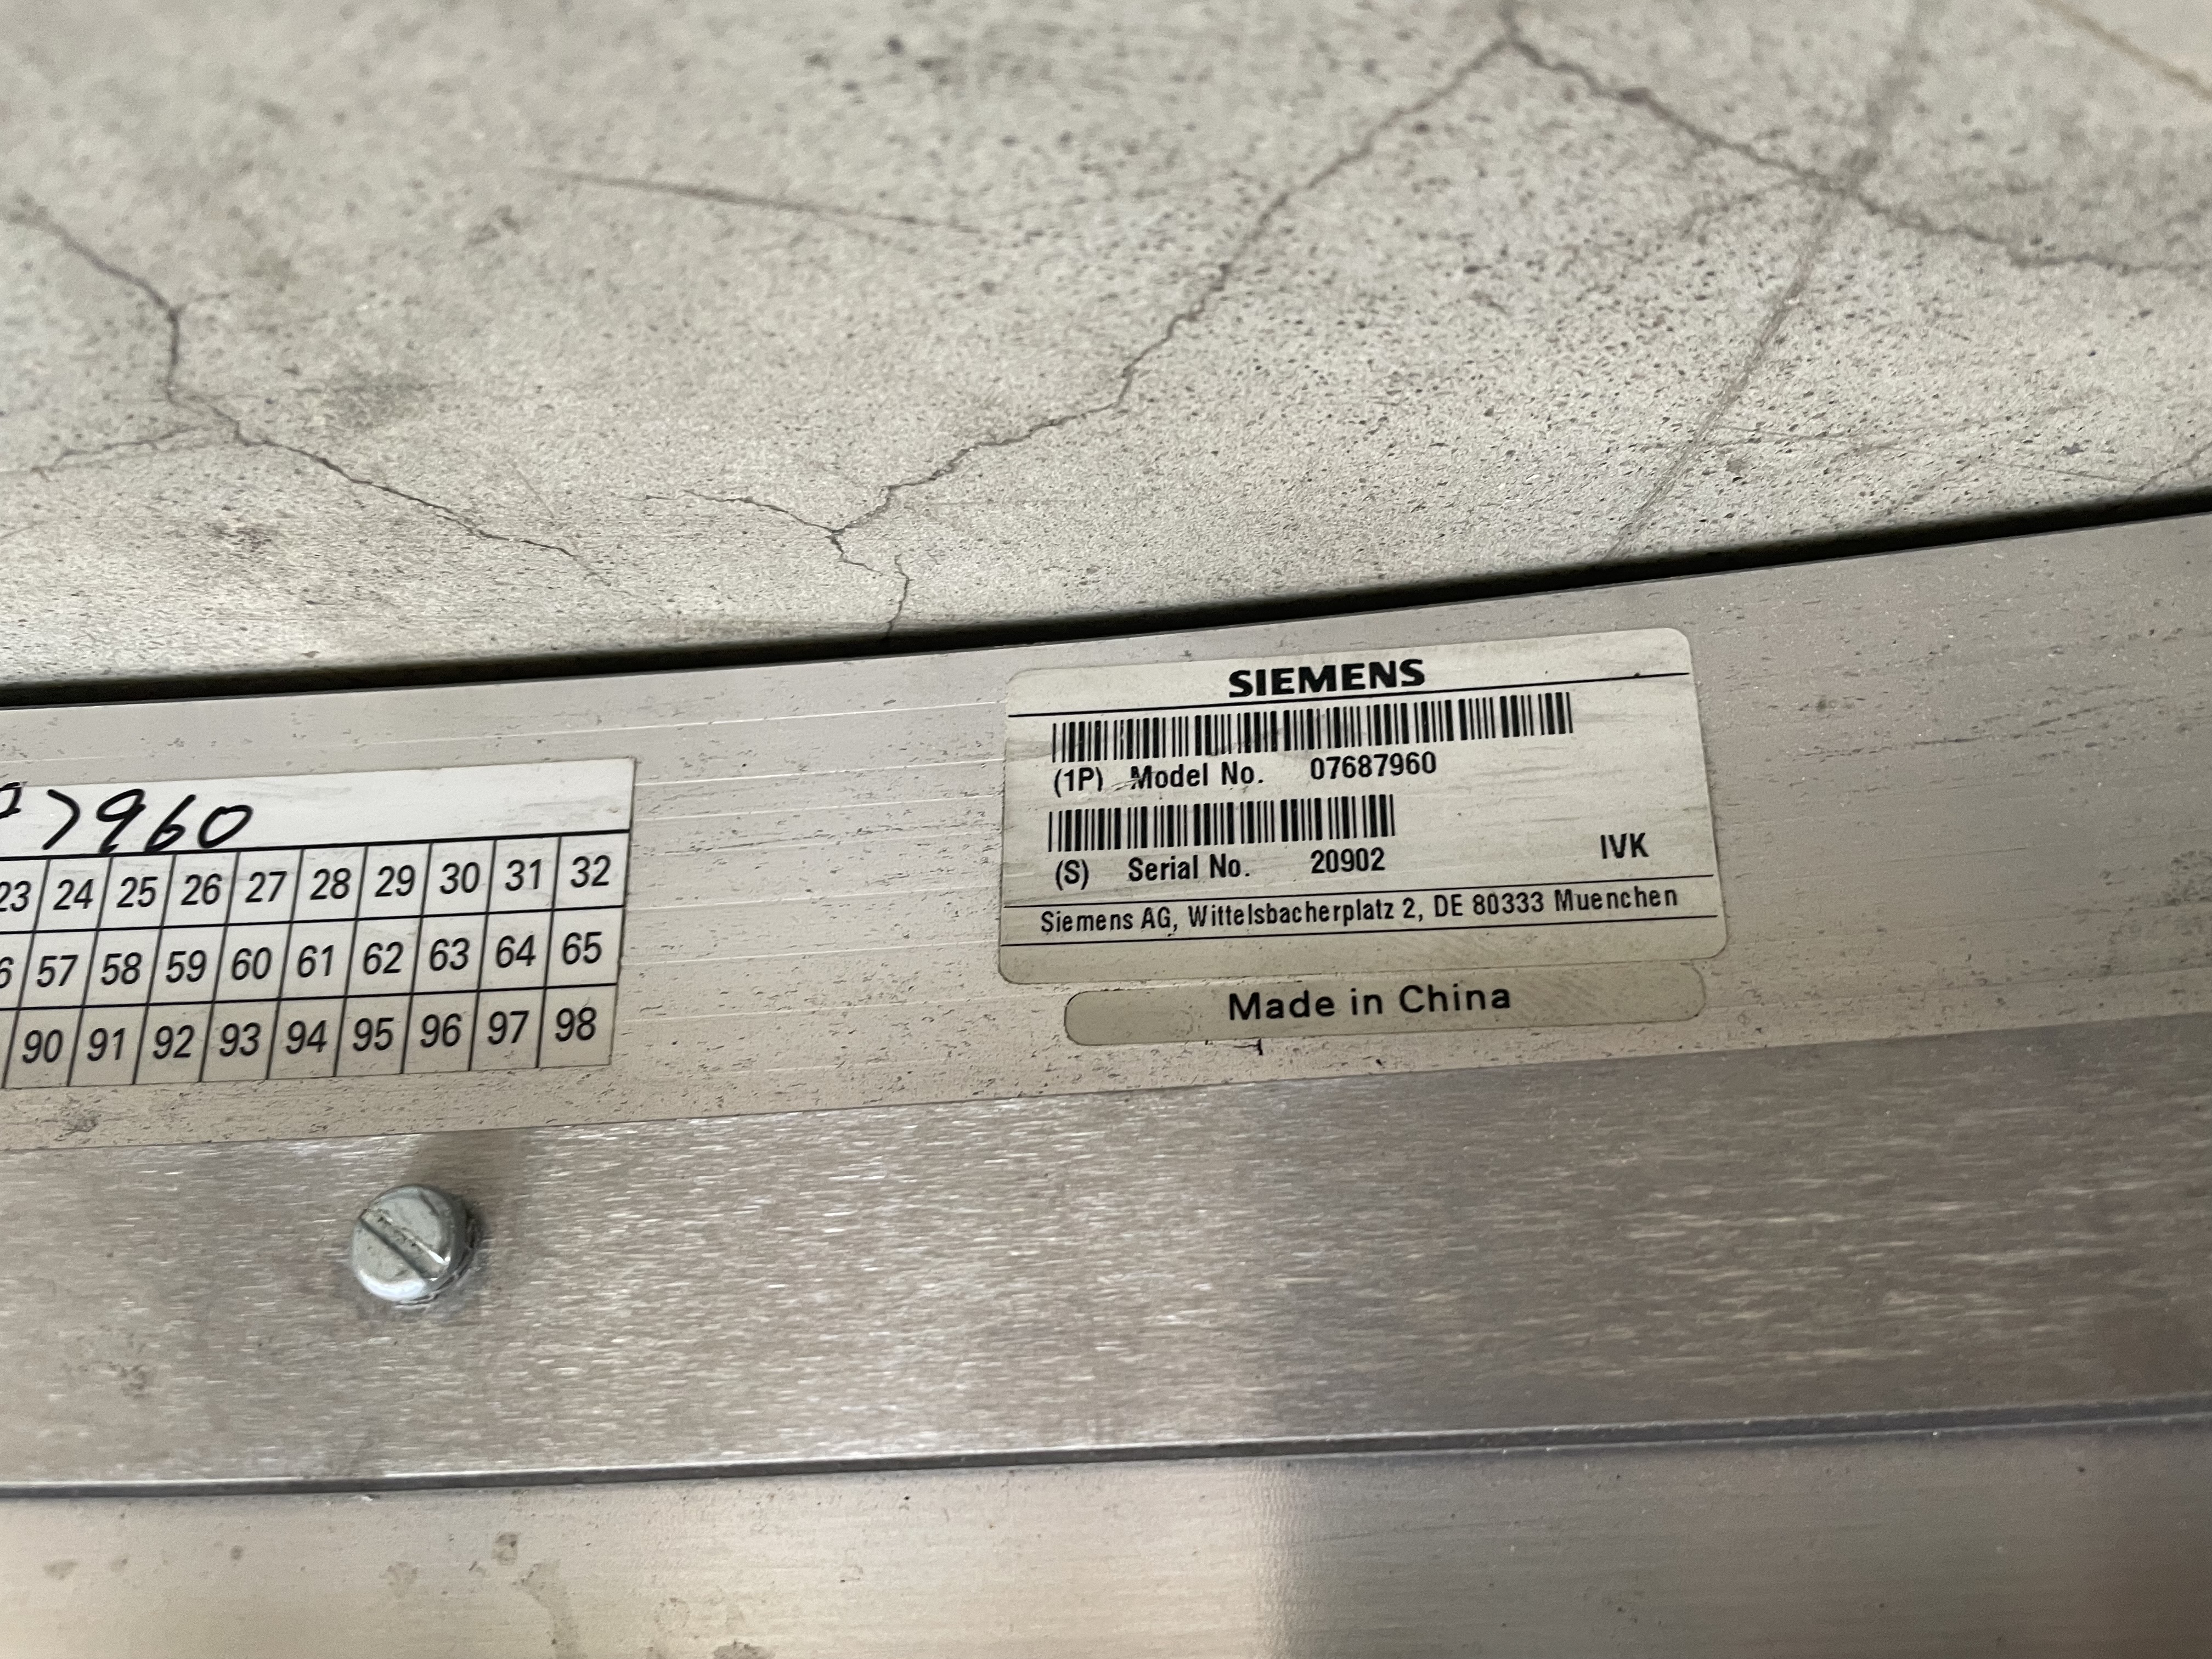 7960
23 24 25 26 27 28 29 30 31 32
6 57 58 59 60 61 62 63 64 65
90 91 92 93 94 95 96 97 98
SIEMENS
(1P) Model No. 07687960
(S) Serial No. 20902 IVK
Siemens AG, Wittelsbacherplatz 2, DE 80333 Muenchen
Made in China